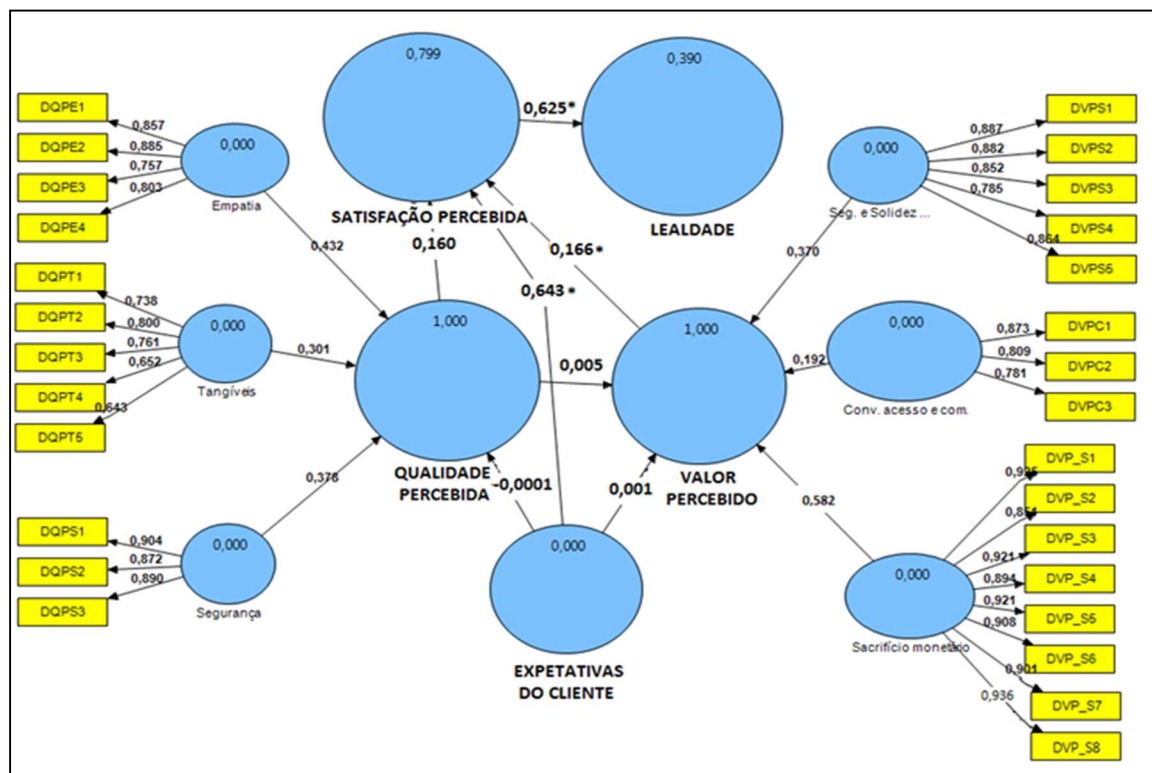 0,799
0,390
0,625*
SATISFAÇÃO PERCEBIDA
LEALDADE
DQPE1
DQPE2
DQPE3
DQPE4
0,857
0,885
0,757
0,803
0,000
Empatia
0,432
0,160
0,166*
0,643*
DVPS1
DVPS2
DVPS3
DVPS4
DVPS5
0,887
0,882
0,852
0,785
0,864
0,000
Seg. e Solidez ...
0,370
DQPT1
DQPT2
DQPT3
DQPT4
DQPT5
0,738
0,800
0,761
0,652
0,643
0,000
Tangíveis
0,301
1,000
QUALIDADE
PERCEBIDA
0,005
1,000
VALOR
PERCEBIDO
0,192
0,000
Conv. acesso e com.
0,873
0,809
0,781
DVPC1
DVPC2
DVPC3
DQPS1
DQPS2
DQPS3
0,904
0,872
0,890
0,000
Segurança
0,378
-0,0001
0,001
0,000
EXPETATIVAS
DO CLIENTE
0,582
0,000
Sacrifício monetário
0,921
0,894
0,921
0,908
0,901
0,936
DVP_S1
DVP_S2
DVP_S3
DVP_S4
DVP_S5
DVP_S6
DVP_S7
DVP_S8